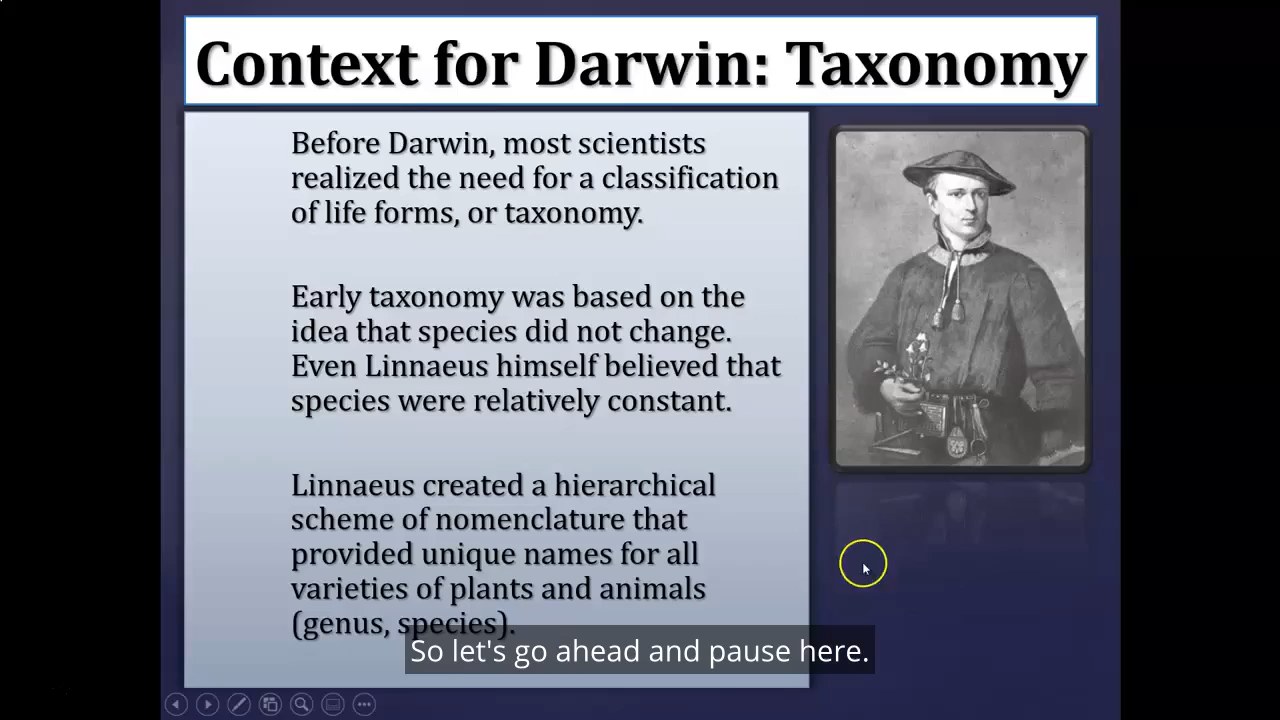 Context for Darwin: Taxonomy
Before Darwin, most scientists
realized the need for a classification
of life forms, or taxonomy.
Early taxonomy was based on the
idea that species did not change.
Even Linnaeus himself believed that
species were relatively constant.
Linnaeus created a hierarchical
scheme of nomenclature that
provided unique names for all
varieties of plants and animals
(genus, species).
So let's go ahead and pause here.